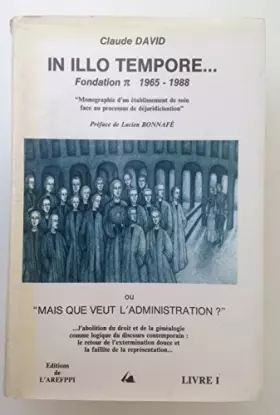 Claude DAVID
IN ILLO TEMPORE...
Fondation π 1965 - 1988
"Monographie d'un établissement de soin
face au processus de déjuridiciation"
Préface de Lucien BONNAFÉ
ou
"MAIS QUE VEUT L'ADMINISTRATION ?"
...l'abolition du droit et de la généalogie
comme logique du discours contemporain :
le retour de l'extermination douce et
la faillite de la représentation...
Editions
de
L'AREFPPI
LIVRE I